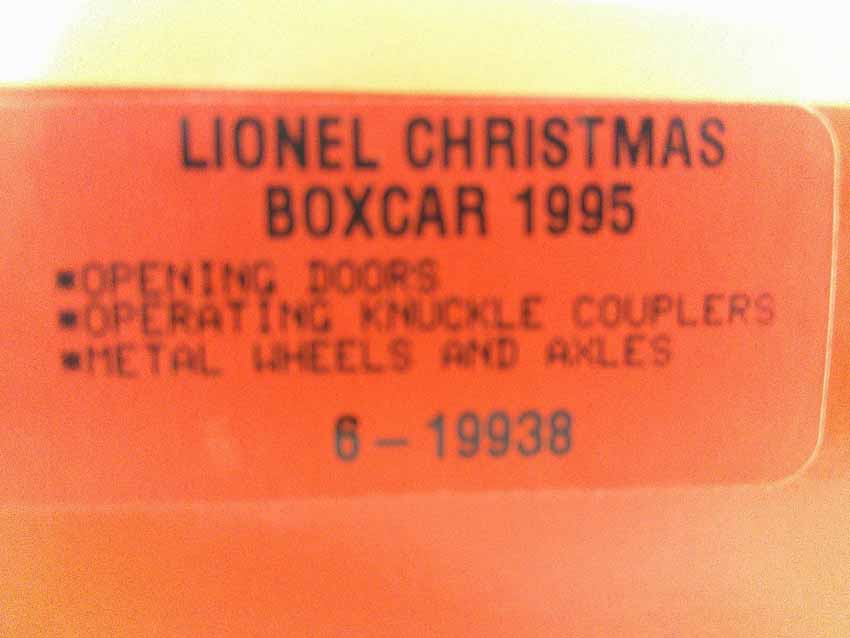 LIONEL CHRISTMAS
BOXCAR 1995
*OPENING DOORS
*OPERATING KNUCKLE COUPLERS
*METAL WHEELS AND AXLES
6-19938